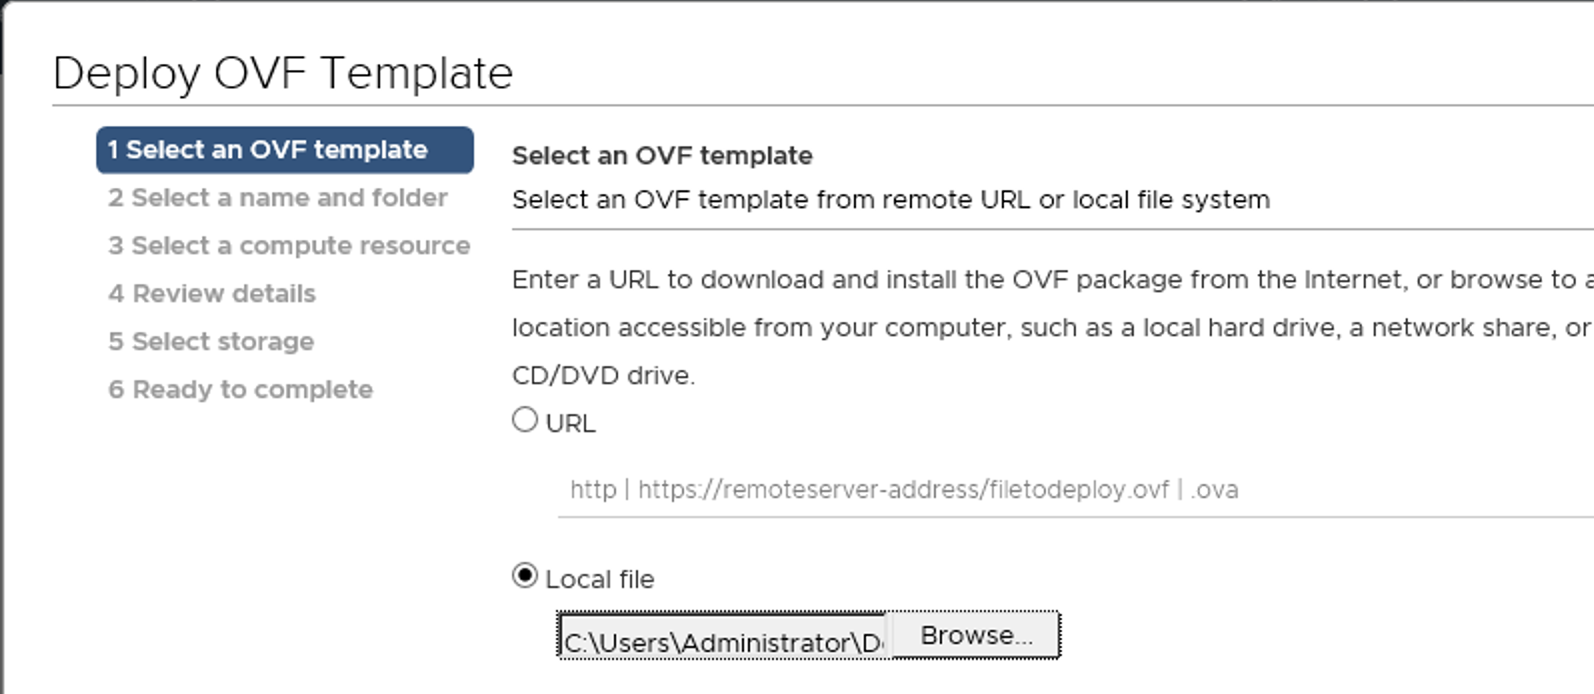 Deploy OVF Template
1 Select an OVF template
2 Select a name and folder
3 Select a compute resource
4 Review details
5 Select storage
6 Ready to complete
Select an OVF template
Select an OVF template from remote URL or local file system
Enter a URL to download and install the OVF package from the Internet, or browse to a
location accessible from your computer, such as a local hard drive, a network share, or
CD/DVD drive.
URL
http | https://remoteserver-address/filetodeploy.ovf | .ova
Local file
C:\Users\Administrator\D
Browse...